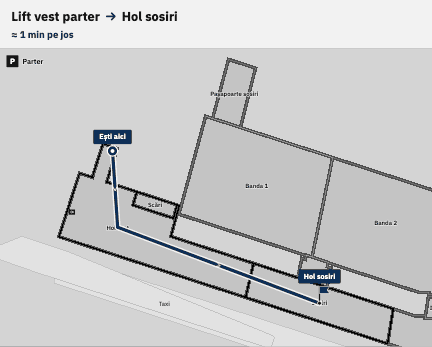 Lift vest parter → Hol sosiri
≈ 1 min pe jos
P Parter
Pașapoarte sosiri
Ești aici
Banda 1
Scări
Banda 2
Hol sosiri
Taxi